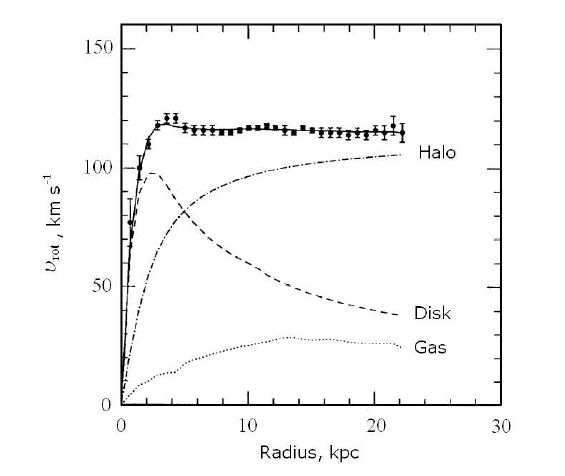 150
100
50
0
υrot , km s-1
Halo
Disk
Gas
0 10 20 30
Radius, kpc